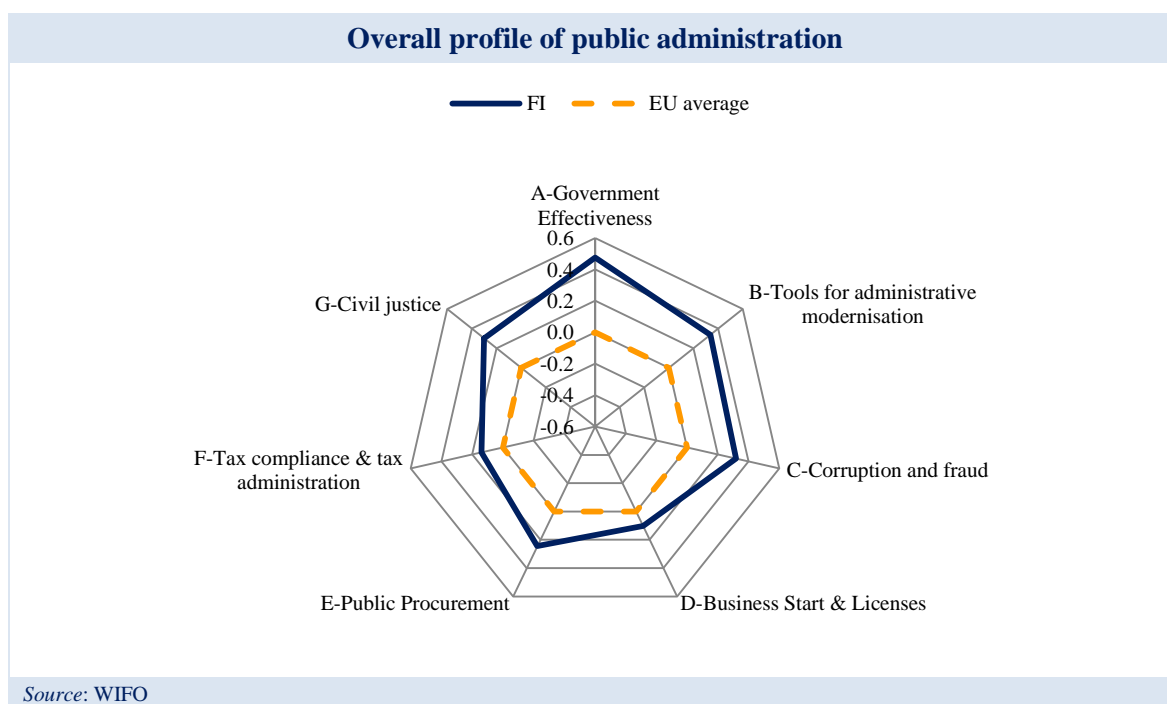 Overall profile of public administration
FI
EU average
A-Government
Effectiveness
0.6
0.4
0.2
0.0
-0.2
-0.4
-0.6
B-Tools for administrative
modernisation
C-Corruption and fraud
D-Business Start & Licenses
E-Public Procurement
F-Tax compliance & tax
administration
G-Civil justice
Source: WIFO